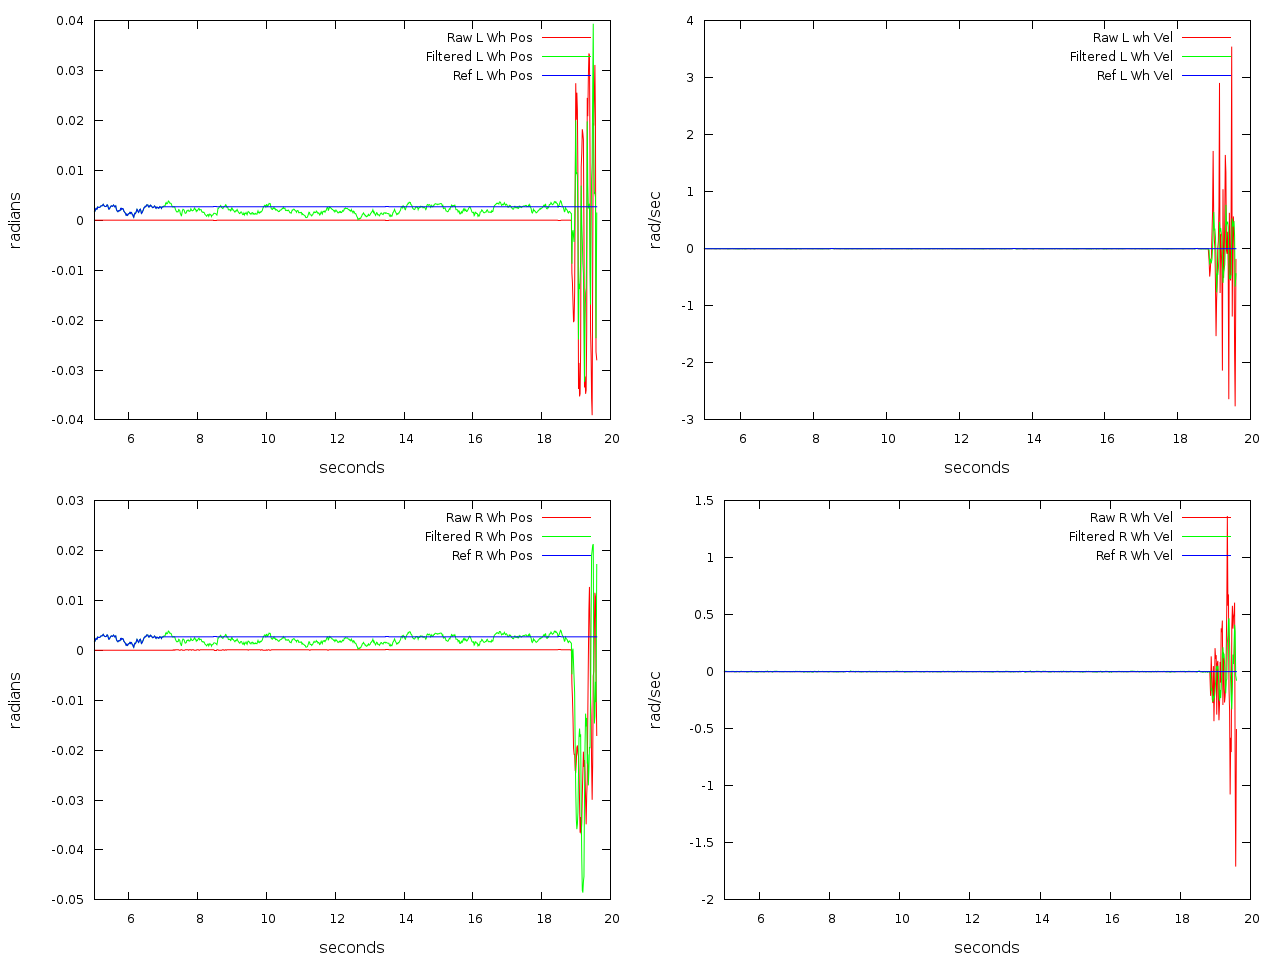 0.04
0.03
0.02
0.01
0
-0.01
-0.02
-0.03
-0.04
radians
Raw L Wh Pos
Filtered L Wh Pos
Ref L Wh Pos
6 8 10 12 14 16 18 20
seconds
4
3
2
1
0
-1
-2
-3
rad/sec
Raw L wh Vel
Filtered L Wh Vel
Ref L Wh Vel
6 8 10 12 14 16 18 20
seconds
0.03
0.02
0.01
0
-0.01
-0.02
-0.03
-0.04
-0.05
radians
Raw R Wh Pos
Filtered R Wh Pos
Ref R Wh Pos
6 8 10 12 14 16 18 20
seconds
1.5
1
0.5
0
-0.5
-1
-1.5
-2
rad/sec
Raw R Wh Vel
Filtered R Wh Vel
Ref R Wh Vel
6 8 10 12 14 16 18 20
seconds